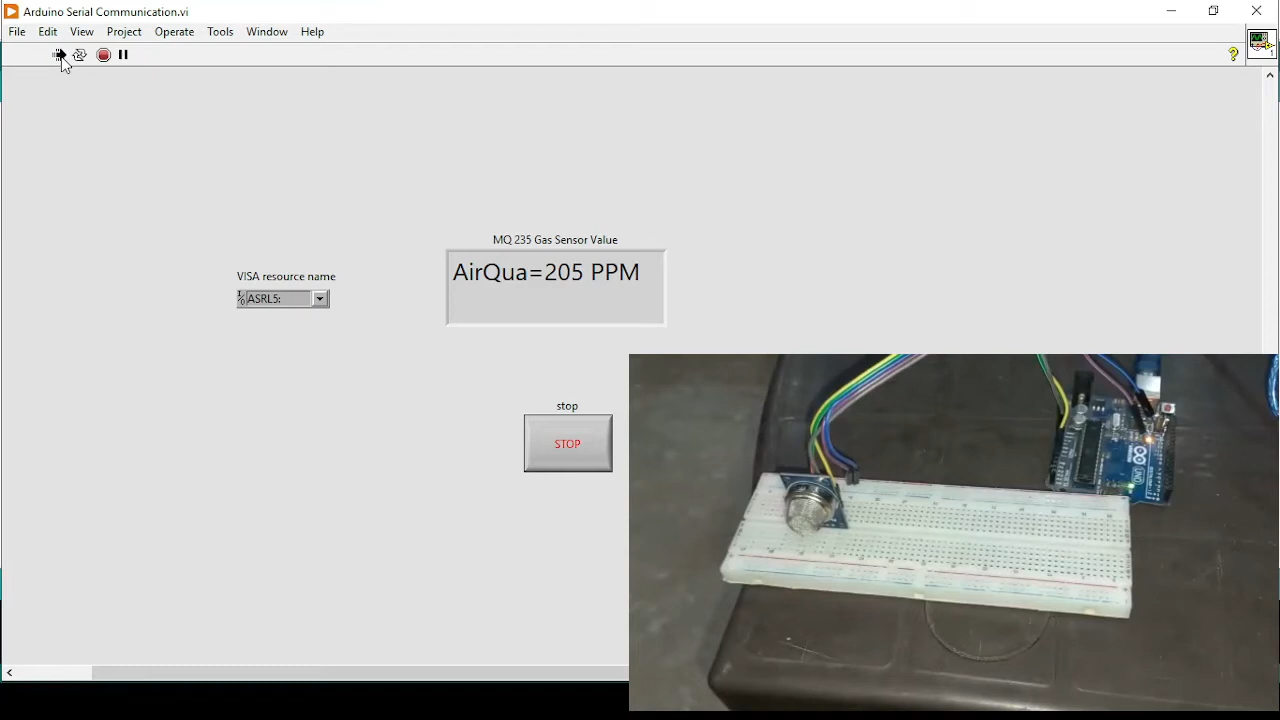 Arduino Serial Communication.vi
File Edit View Project Operate Tools Window Help
MQ 235 Gas Sensor Value
AirQua=205 PPM
VISA resource name
ASRL5:
stop
STOP
UNO